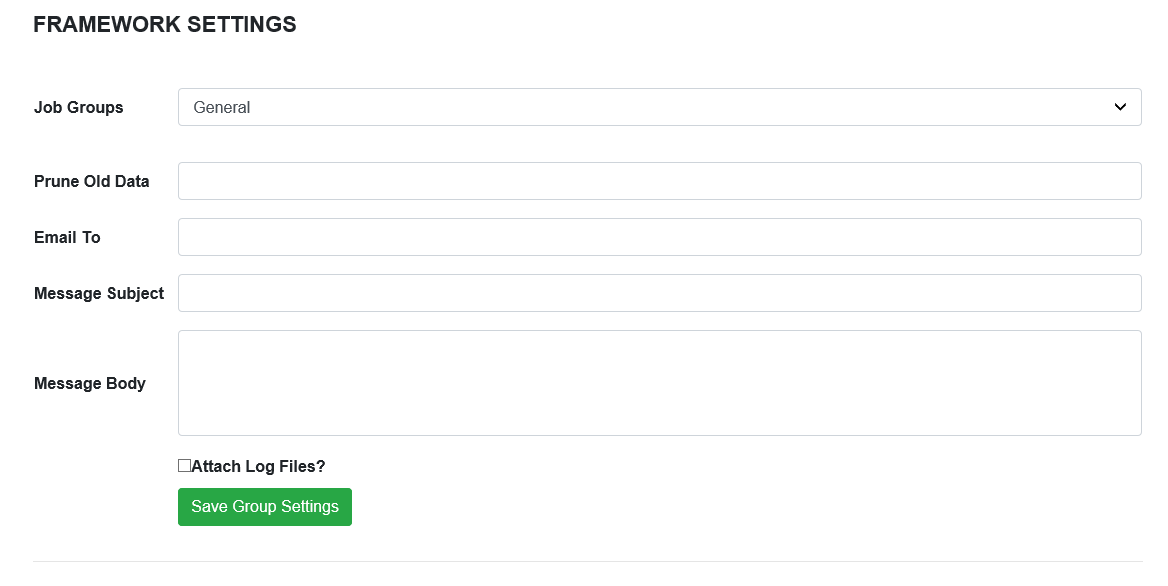 FRAMEWORK SETTINGS
Job Groups
General
Prune Old Data
Email To
Message Subject
Message Body
Attach Log Files?
Save Group Settings